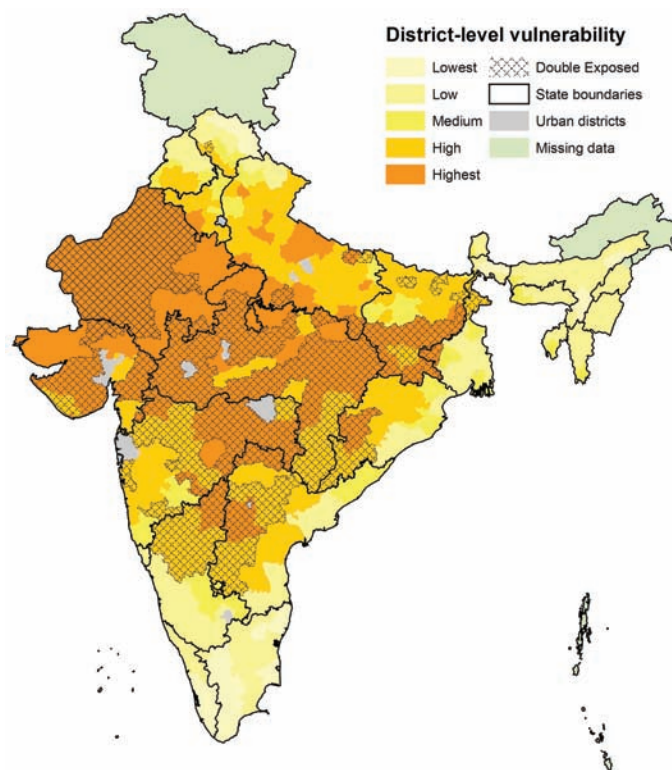 District-level vulnerability
Lowest
Low
Medium
High
Highest
Double Exposed
State boundaries
Urban districts
Missing data